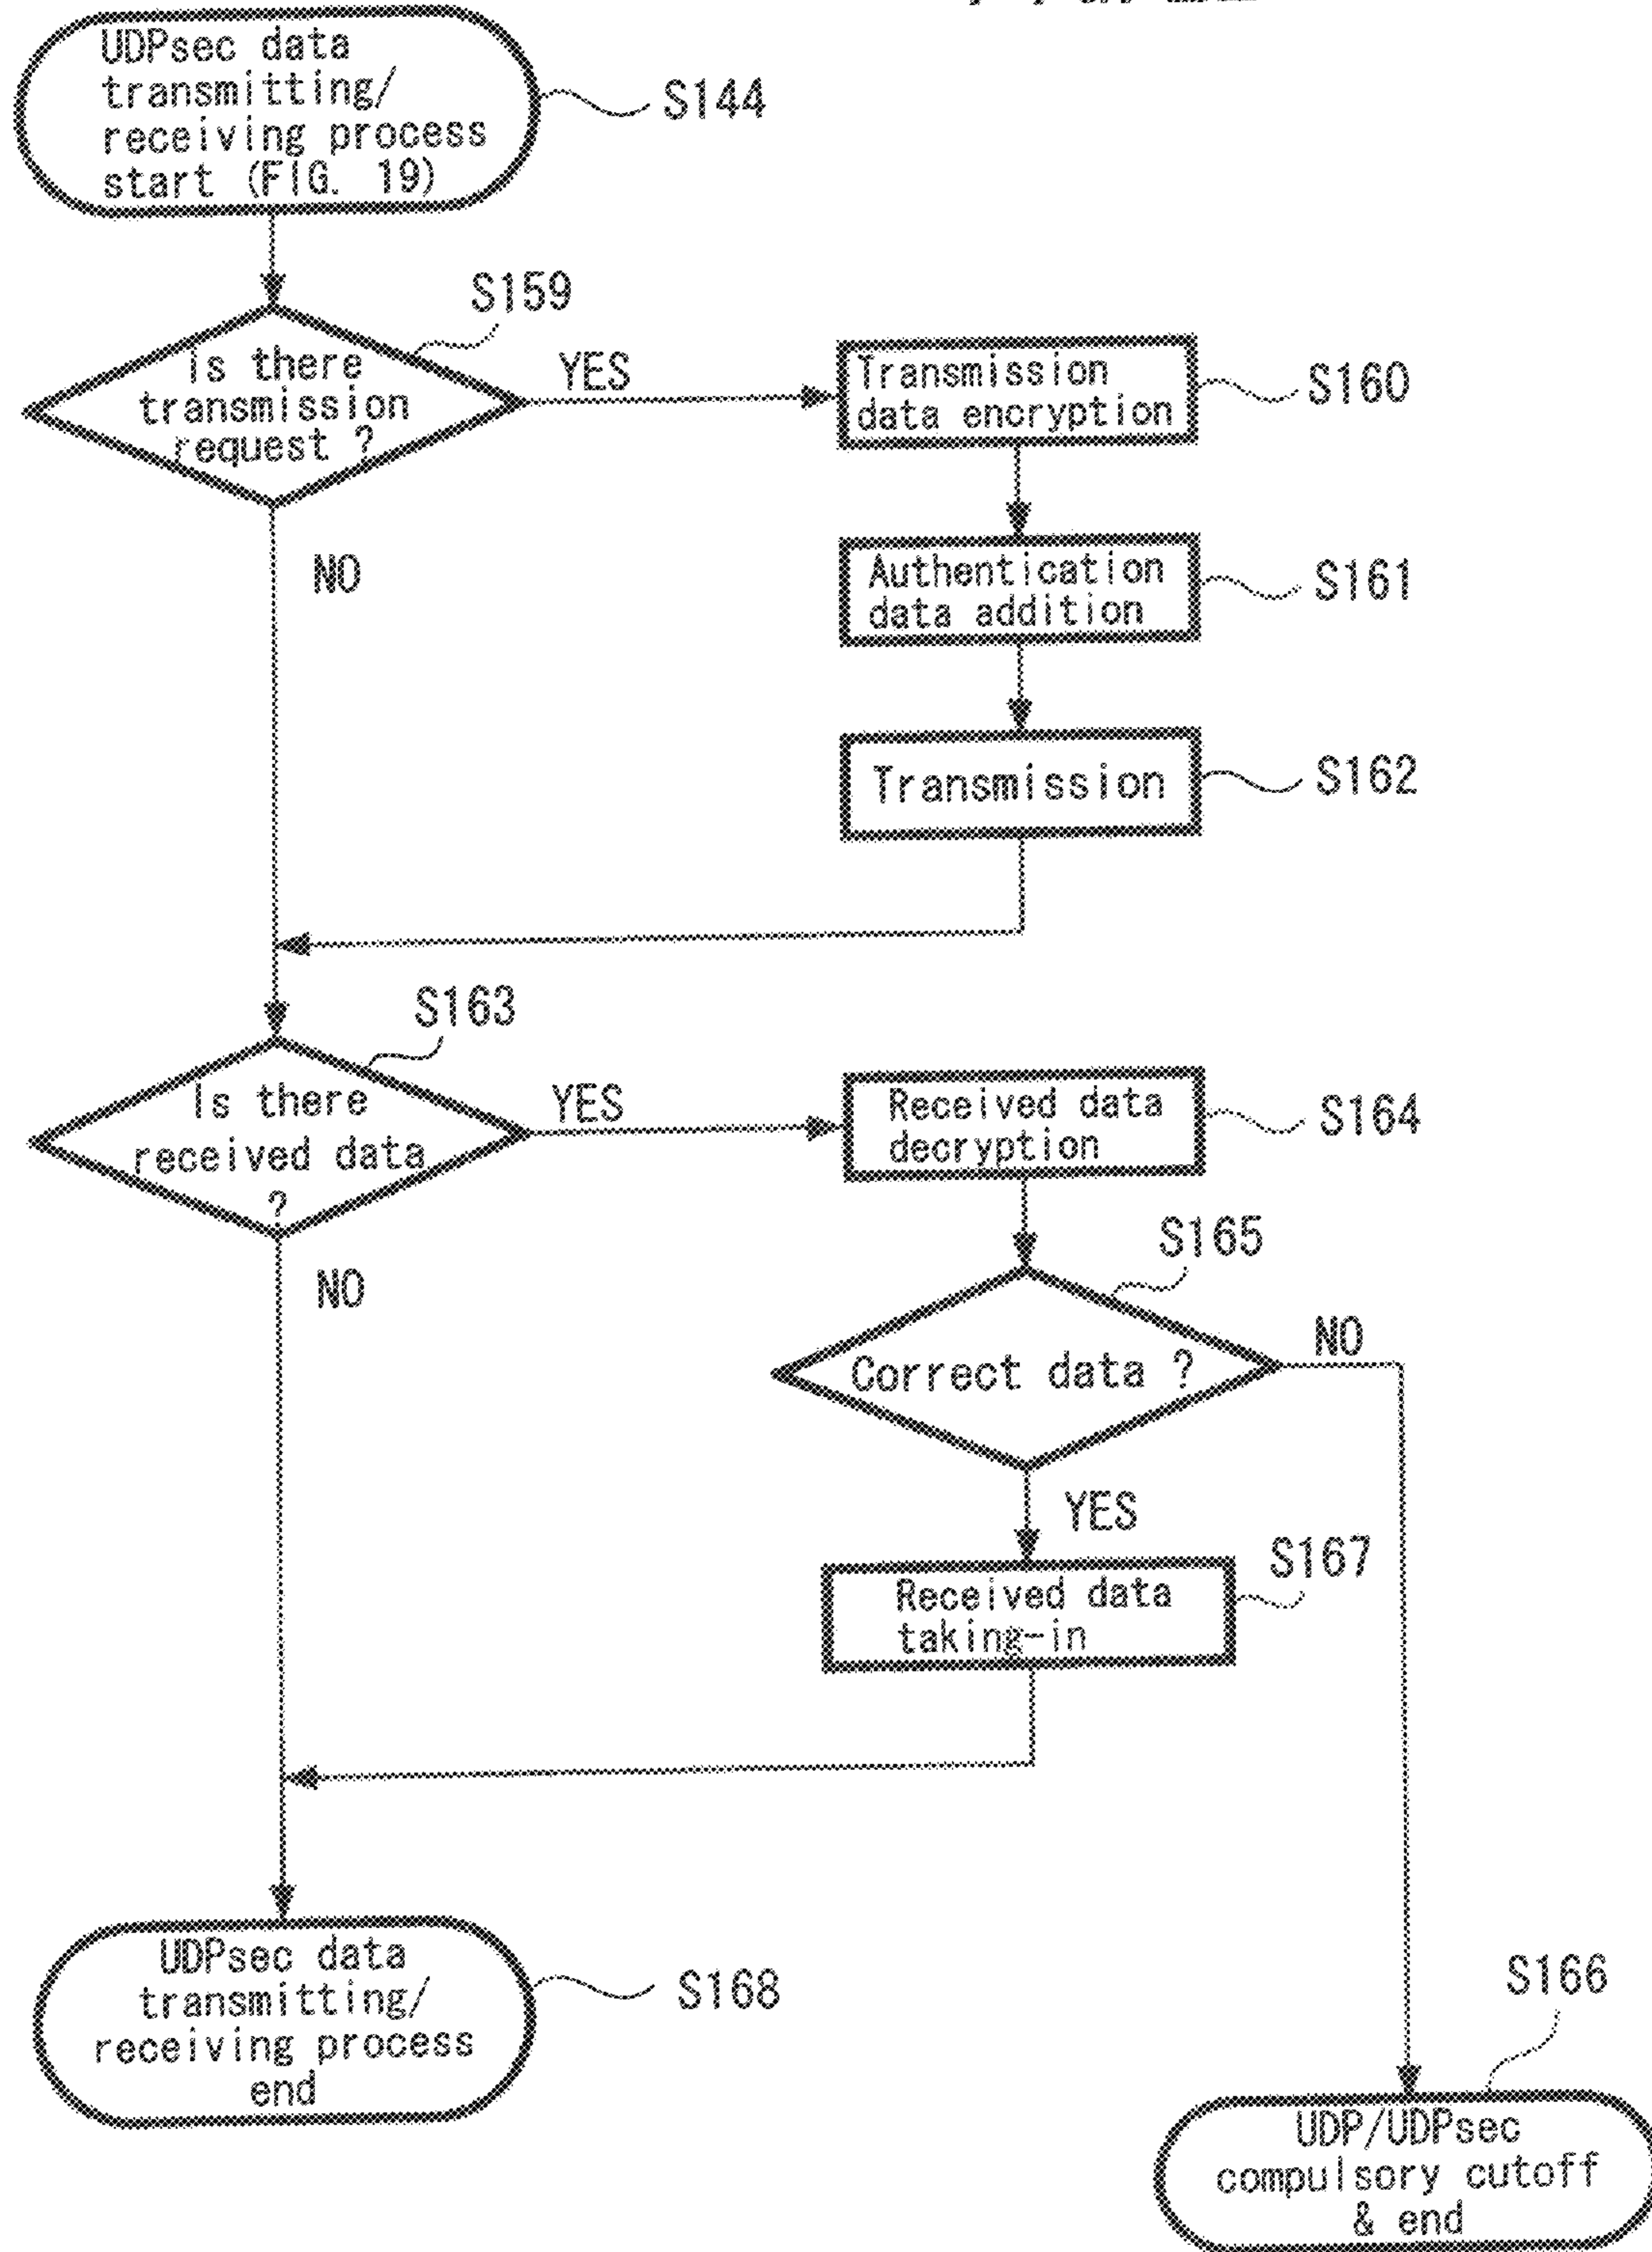 UDPsec data
transmitting/
receiving process
start (FIG. 19)
S144
S159
Is there
transmission
request ?
YES
NO
Transmission
data encryption
S160
Authentication
data addition
S161
Transmission
S162
S163
Is there
received data
?
YES
NO
Received data
decryption
S164
S165
Correct data ?
NO
YES
S167
Received data
taking-in
UDPsec data
transmitting/
receiving process
end
S168
S166
UDP/UDPsec
compulsory cutoff
& end